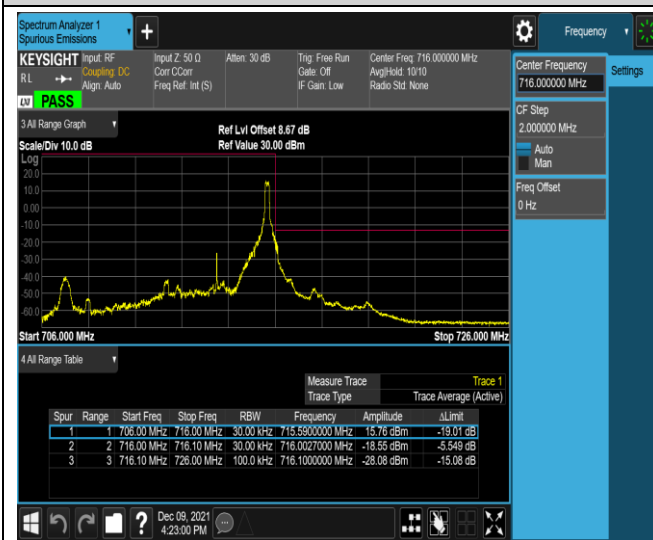 Spectrum Analyzer 1
Spurious Emissions
Frequency
KEYSIGHT Input: RF
Coupling: DC
Align: Auto
RL
Input Z: 50 Ω
Corr CCorr
Freq Ref: Int (S)
Atten: 30 dB
Trig: Free Run
Gate: Off
IF Gain: Low
Center Freq: 716.000000 MHz
Avg|Hold: 10/10
Radio Std: None
LXI PASS
Center Frequency
716.000000 MHz
Settings
CF Step
2.000000 MHz
Auto
Man
Freq Offset
0 Hz
3 All Range Graph
Scale/Div 10.0 dB
Ref Lvl Offset 8.67 dB
Ref Value 30.00 dBm
Log
20.0
10.0
0.00
-10.0
-20.0
-30.0
-40.0
-50.0
-60.0
Start 706.000 MHz
Stop 726.000 MHz
4 All Range Table
Measure Trace Trace 1
Trace Type Trace Average (Active)
Spur Range Start Freq Stop Freq RBW Frequency Amplitude ΔLimit
1 1 706.00 MHz 716.00 MHz 30.00 kHz 715.5900000 MHz 15.76 dBm -19.01 dB
2 2 716.00 MHz 716.10 MHz 30.00 kHz 716.0027000 MHz -18.55 dBm -5.549 dB
3 3 716.10 MHz 726.00 MHz 100.0 kHz 716.1000000 MHz -28.08 dBm -15.08 dB
?
Dec 09, 2021
4:23:00 PM